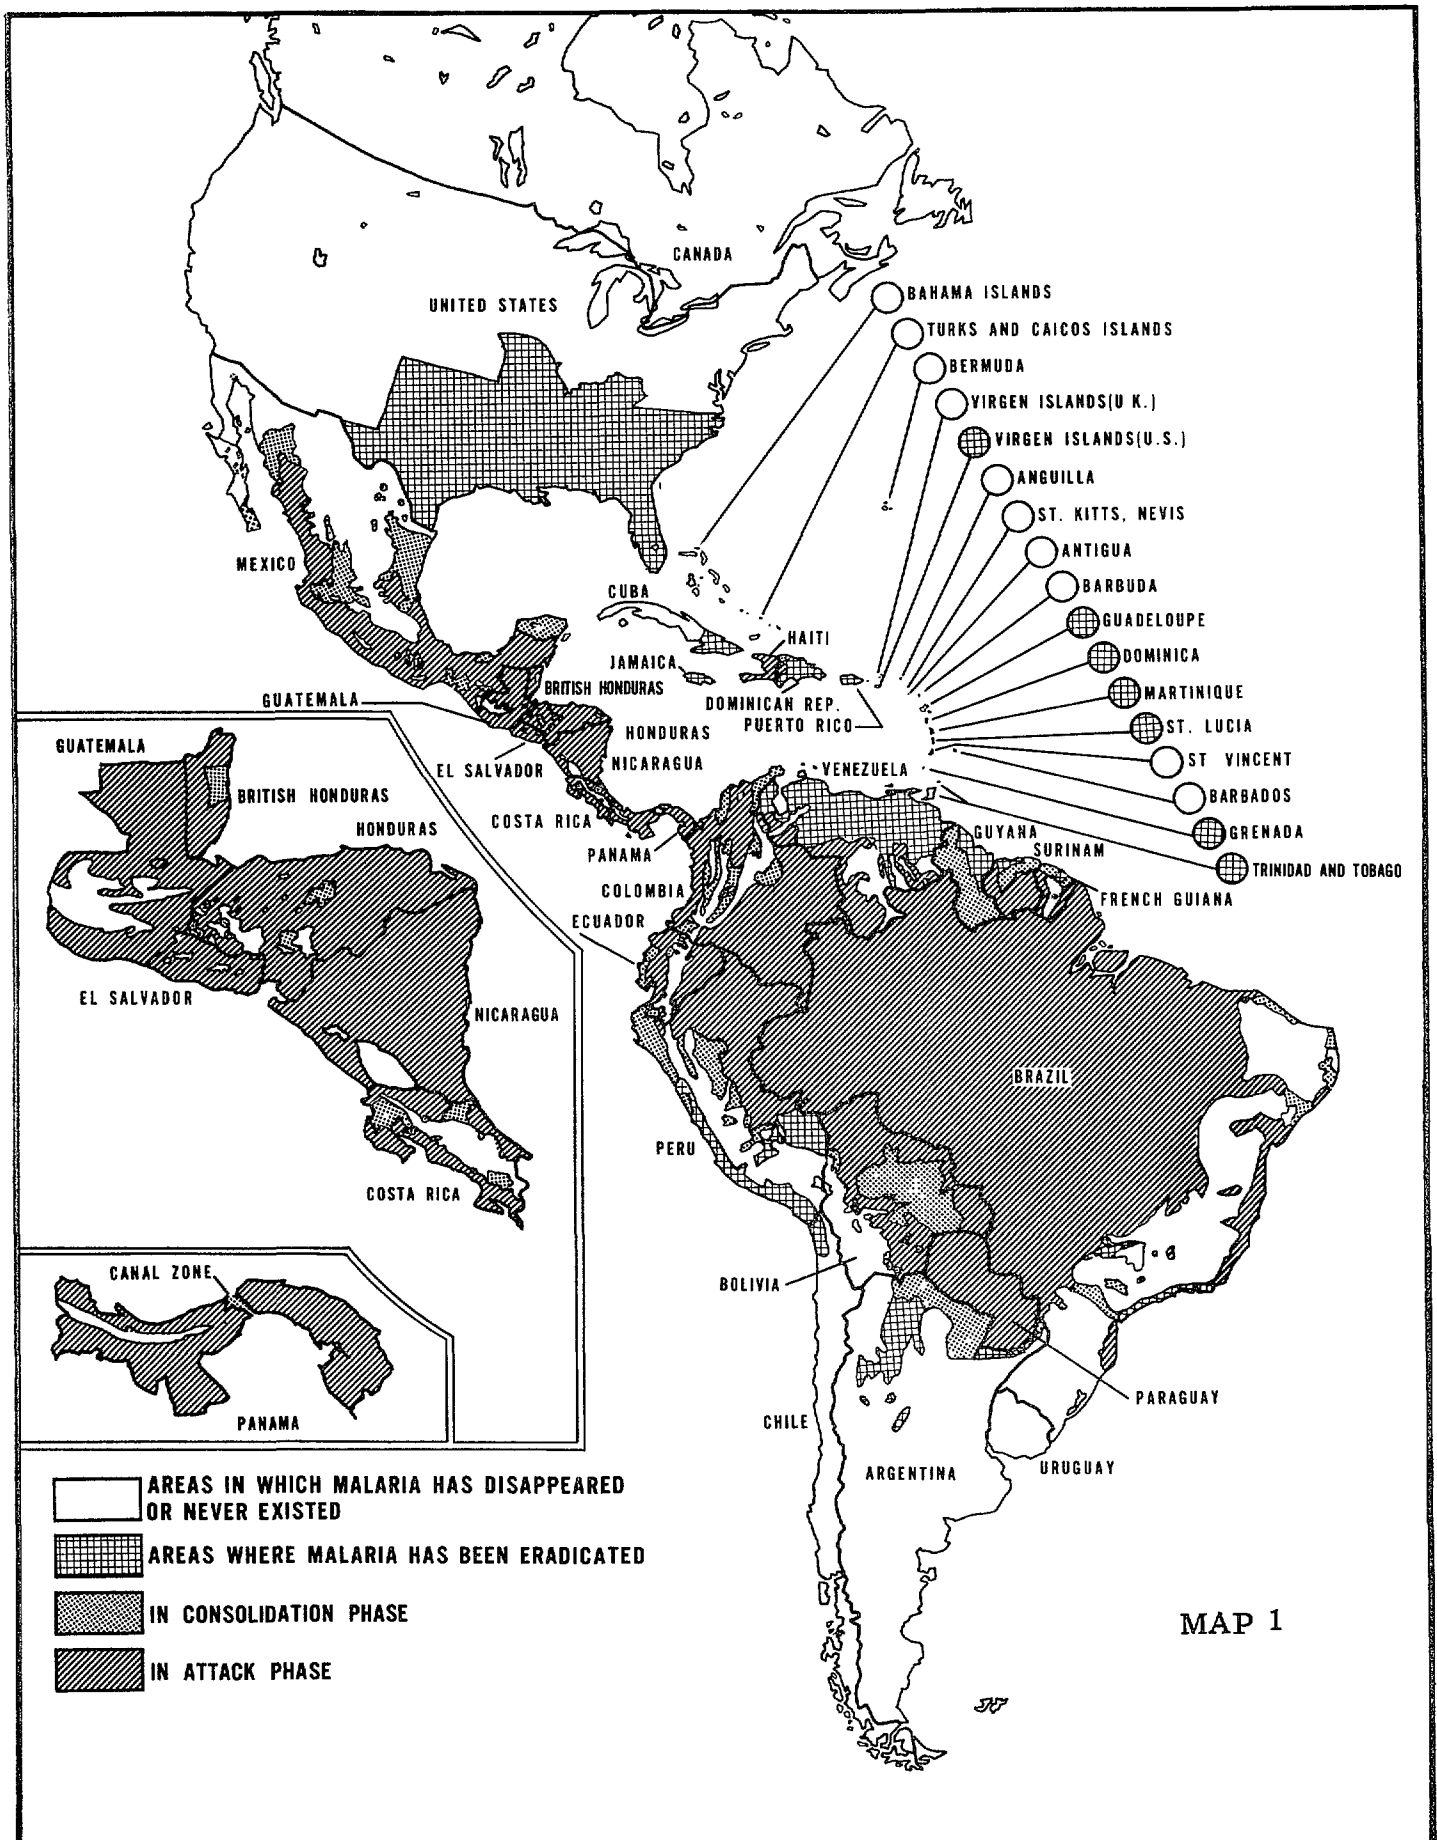 CANADA
UNITED STATES
BAHAMA ISLANDS
TURKS AND CAICOS ISLANDS
BERMUDA
VIRGEN ISLANDS(U K.)
VIRGEN ISLANDS(U.S.)
ANGUILLA
ST. KITTS, NEVIS
ANTIGUA
BARBUDA
GUADELOUPE
DOMINICA
MARTINIQUE
ST. LUCIA
ST VINCENT
BARBADOS
GRENADA
TRINIDAD AND TOBAGO
MEXICO
CUBA
HAITI
JAMAICA
BRITISH HONDURAS
DOMINICAN REP.
PUERTO RICO
GUATEMALA
HONDURAS
NICARAGUA
EL SALVADOR
VENEZUELA
COSTA RICA
PANAMA
COLOMBIA
ECUADOR
GUYANA
SURINAM
FRENCH GUIANA
BRAZIL
PERU
BOLIVIA
PARAGUAY
CHILE
ARGENTINA
URUGUAY
GUATEMALA
BRITISH HONDURAS
HONDURAS
EL SALVADOR
NICARAGUA
COSTA RICA
CANAL ZONE
PANAMA
AREAS IN WHICH MALARIA HAS DISAPPEARED
OR NEVER EXISTED
AREAS WHERE MALARIA HAS BEEN ERADICATED
IN CONSOLIDATION PHASE
IN ATTACK PHASE
MAP 1